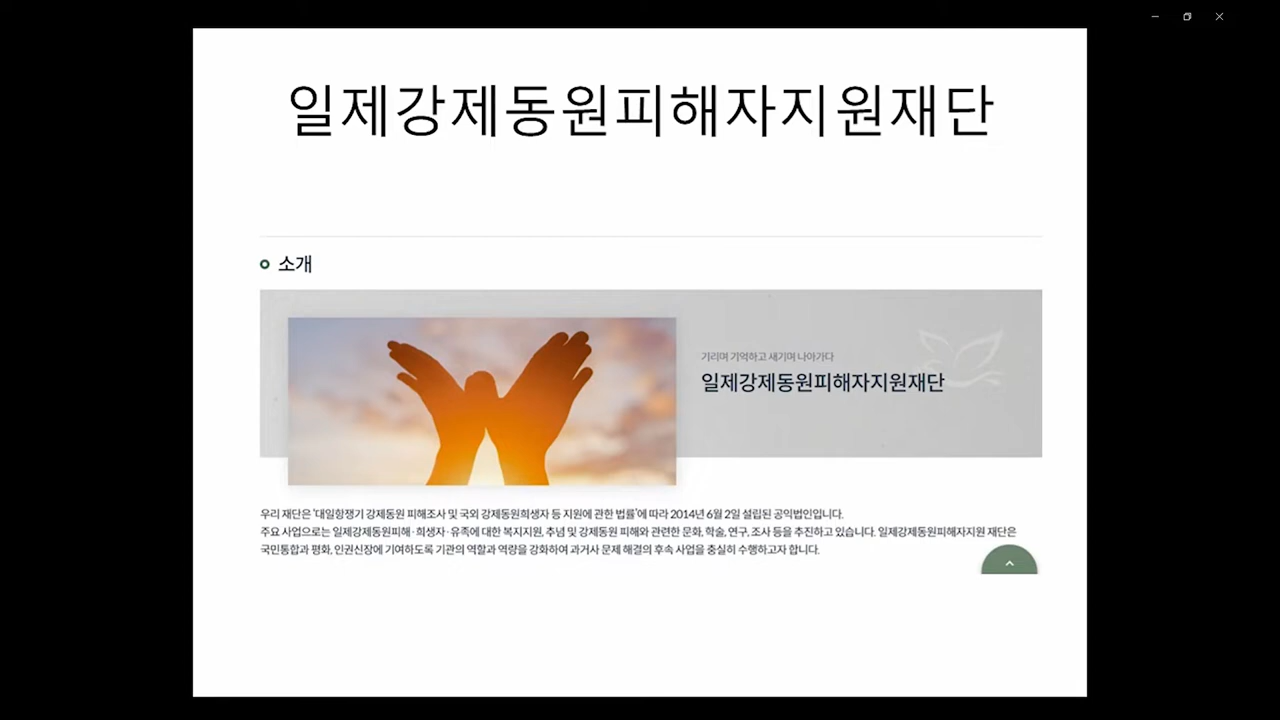 일제강제동원피해자지원재단
소개
기리며 기억하고 새기며 나아가다
일제강제동원피해자지원재단
우리 재단은 '대일항쟁기 강제동원 피해조사 및 국외 강제동원희생자 등 지원에 관한 법률'에 따라 2014년 6월 2일 설립된 공익법인입니다.
주요 사업으로는 일제강제동원피해·희생자·유족에 대한 복지지원, 추념 및 강제동원 피해와 관련한 문화, 학술, 연구, 조사 등을 추진하고 있습니다. 일제강제동원피해자지원 재단은
국민통합과 평화, 인권신장에 기여하도록 기관의 역할과 역량을 강화하여 과거사 문제 해결의 후속 사업을 충실히 수행하고자 합니다.